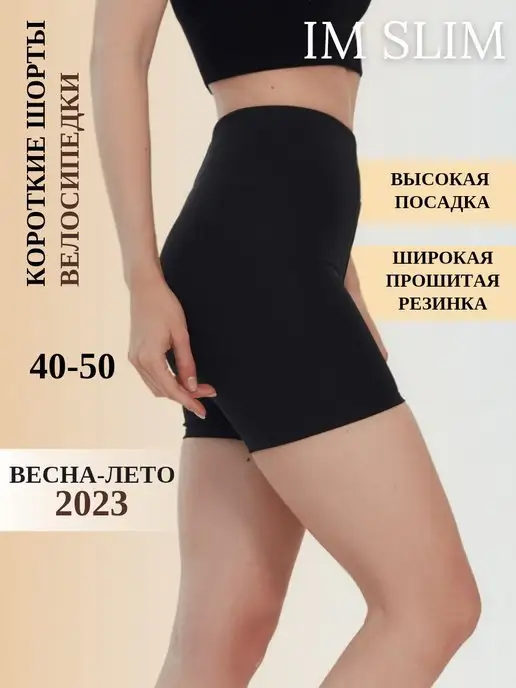 IM SLIM
КОРОТКИЕ ШОРТЫ
ВЕЛОСИПЕДКИ
ВЫСОКАЯ
ПОСАДКА
ШИРОКАЯ
ПРОШИТАЯ
РЕЗИНКА
40-50
ВЕСНА-ЛЕТО
2023